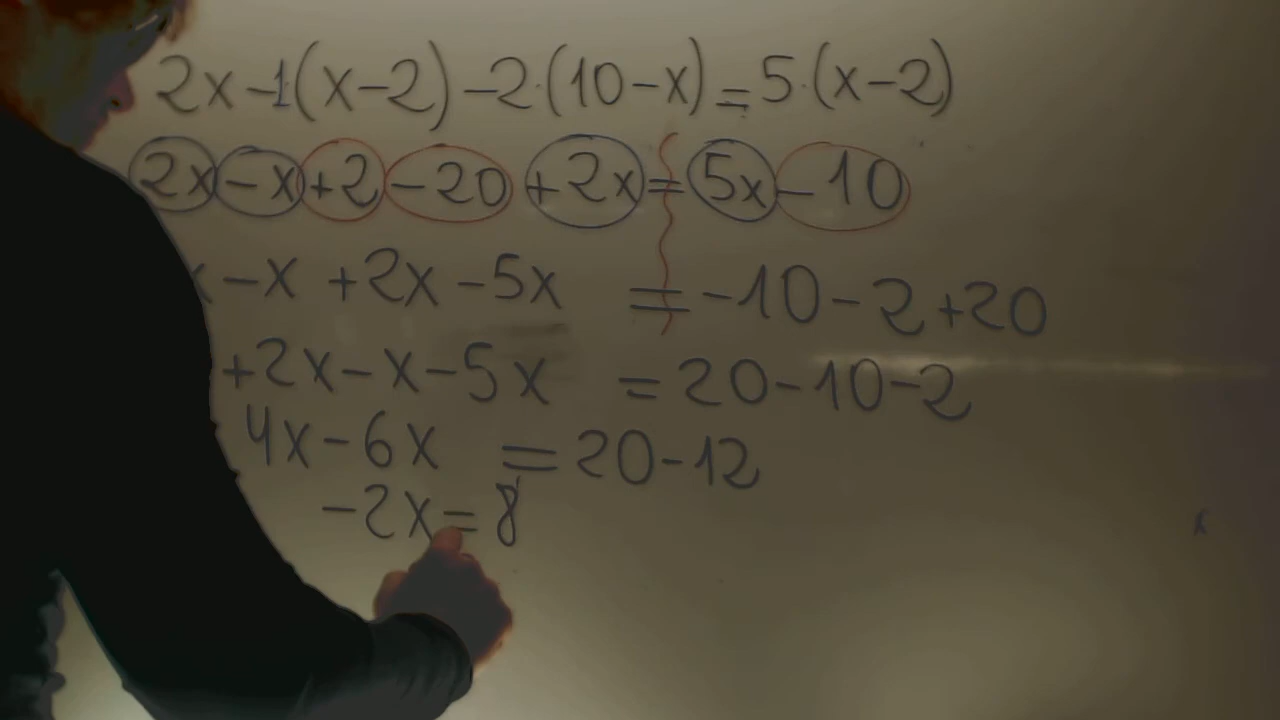 2x-1(x-2)-2·(10-x)=5·(x-2)
2x-x+2-20+2x=5x-10
x-x+2x-5x=-10-2+20
+2x-x-5x=20-10-2
4x-6x=20-12
-2x=8